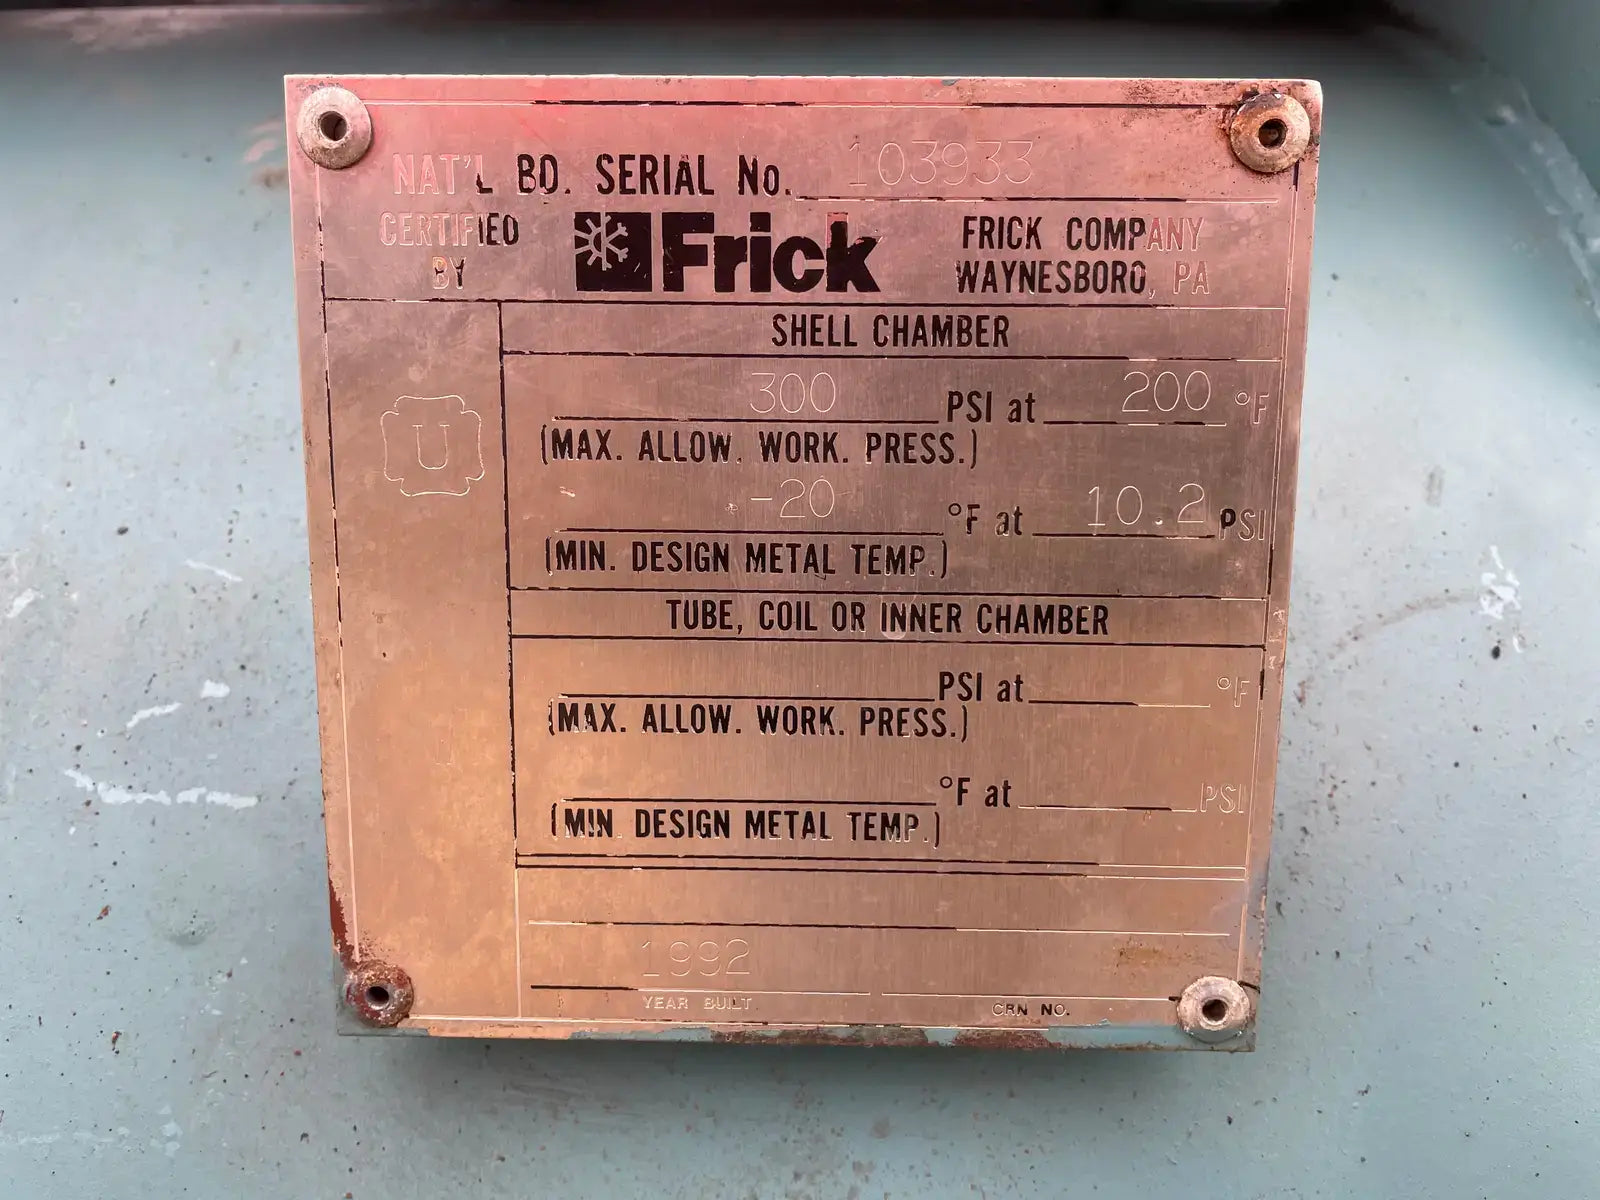 NAT'L BD. SERIAL No. 103933
CERTIFIED BY
Frick
FRICK COMPANY
WAYNESBORO, PA
SHELL CHAMBER
U
300 PSI at 200 °F
(MAX. ALLOW. WORK. PRESS.)
-20 °F at 10.2 PSI
(MIN. DESIGN METAL TEMP.)
TUBE, COIL OR INNER CHAMBER
PSI at °F
(MAX. ALLOW. WORK. PRESS.)
°F at PSI
(MIN. DESIGN METAL TEMP.)
1992
YEAR BUILT
CRN NO.